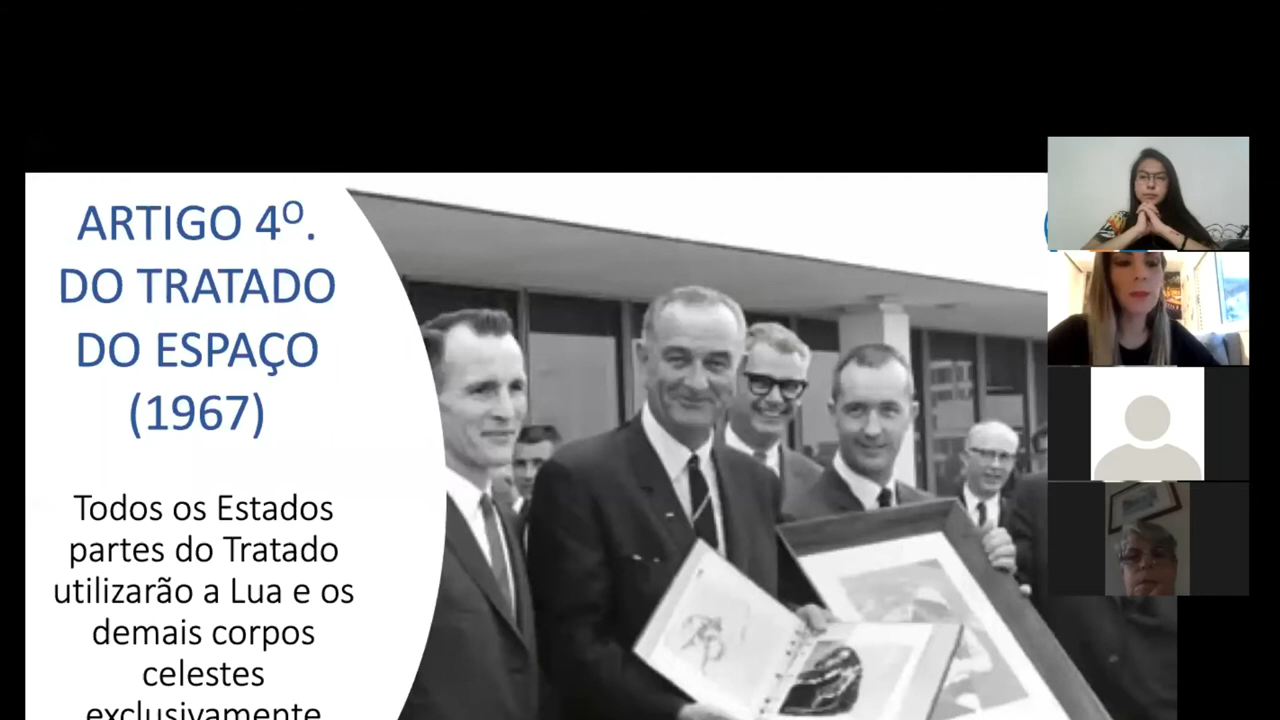 ARTIGO 4º.
DO TRATADO
DO ESPAÇO
(1967)
Todos os Estados
partes do Tratado
utilizarão a Lua e os
demais corpos
celestes
exclusivamente